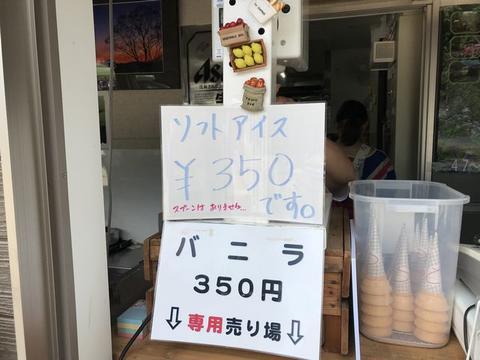 ソフトアイス
¥350
スプーンは ありません…
です。
バニラ
350円
↓専用売り場↓